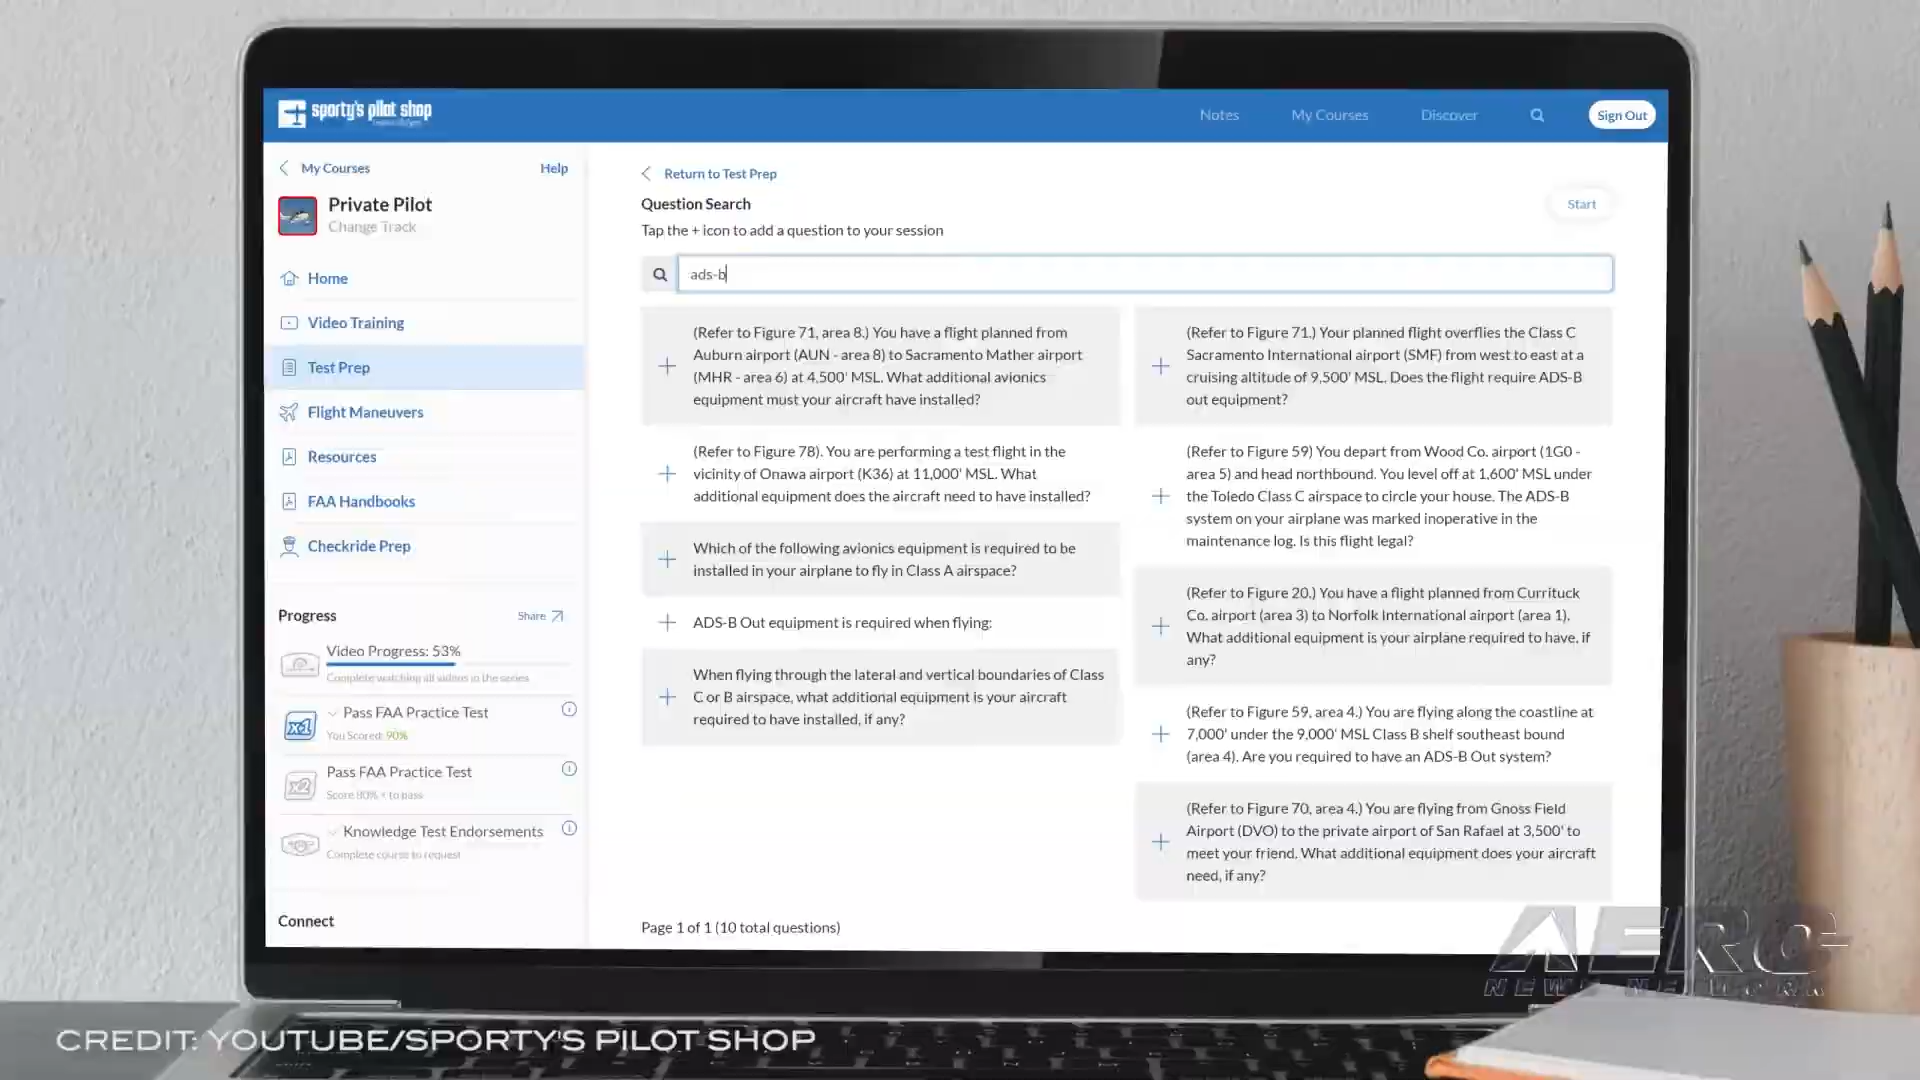 sporty's pilot shop
Notes
My Courses
Discover
Sign Out
My Courses
Help
Private Pilot
Change Track
Home
Video Training
Test Prep
Flight Maneuvers
Resources
FAA Handbooks
Checkride Prep
Progress
Share
Video Progress: 53%
Complete watching all videos in the series
x1
Pass FAA Practice Test
You Scored: 90%
x2
Pass FAA Practice Test
Score 80% + to pass
Knowledge Test Endorsements
Complete course to request
Connect
Return to Test Prep
Question Search
Start
Tap the + icon to add a question to your session
ads-b
(Refer to Figure 71, area 8.) You have a flight planned from
Auburn airport (AUN - area 8) to Sacramento Mather airport
(MHR - area 6) at 4,500' MSL. What additional avionics
equipment must your aircraft have installed?
(Refer to Figure 78). You are performing a test flight in the
vicinity of Onawa airport (K36) at 11,000' MSL. What
additional equipment does the aircraft need to have installed?
Which of the following avionics equipment is required to be
installed in your airplane to fly in Class A airspace?
ADS-B Out equipment is required when flying:
When flying through the lateral and vertical boundaries of Class
C or B airspace, what additional equipment is your aircraft
required to have installed, if any?
(Refer to Figure 71.) Your planned flight overflies the Class C
Sacramento International airport (SMF) from west to east at a
cruising altitude of 9,500' MSL. Does the flight require ADS-B
out equipment?
(Refer to Figure 59) You depart from Wood Co. airport (1G0 -
area 5) and head northbound. You level off at 1,600' MSL under
the Toledo Class C airspace to circle your house. The ADS-B
system on your airplane was marked inoperative in the
maintenance log. Is this flight legal?
(Refer to Figure 20.) You have a flight planned from Currituck
Co. airport (area 3) to Norfolk International airport (area 1).
What additional equipment is your airplane required to have, if
any?
(Refer to Figure 59, area 4.) You are flying along the coastline at
7,000' under the 9,000' MSL Class B shelf southeast bound
(area 4). Are you required to have an ADS-B Out system?
(Refer to Figure 70, area 4.) You are flying from Gnoss Field
Airport (DVO) to the private airport of San Rafael at 3,500' to
meet your friend. What additional equipment does your aircraft
need, if any?
Page 1 of 1 (10 total questions)
AERO
NEWS NETWORK
CREDIT: YOUTUBE/SPORTY'S PILOT SHOP